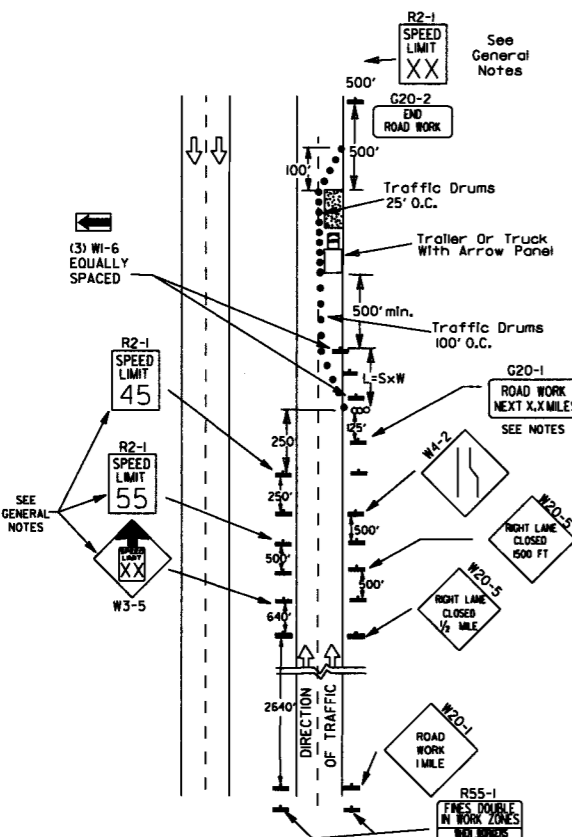 R2-1
SPEED
LIMIT
XX
See
General
Notes
500'
G20-2
END
ROAD WORK
500'
100'
Traffic Drums
25' O.C.
(3) W1-6
EQUALLY
SPACED
Trailer Or Truck
With Arrow Panel
500' min.
Traffic Drums
100' O.C.
R2-1
SPEED
LIMIT
45
L=SxW
G20-1
ROAD WORK
NEXT X.X MILES
SEE NOTES
125'
250
R2-1
SPEED
LIMIT
55
250'
W4-2
SEE
GENERAL
NOTES
500'
500'
W20-5
RIGHT LANE
CLOSED
1500 FT
SPEED
LIMIT
XX
W3-5
500'
640'
W20-5
RIGHT LANE
CLOSED
1/2 MILE
2640'
DIRECTION
OF TRAFFIC
W20-1
ROAD
WORK
1 MILE
R55-1
FINES DOUBLE
IN WORK ZONES
WHEN WORKERS